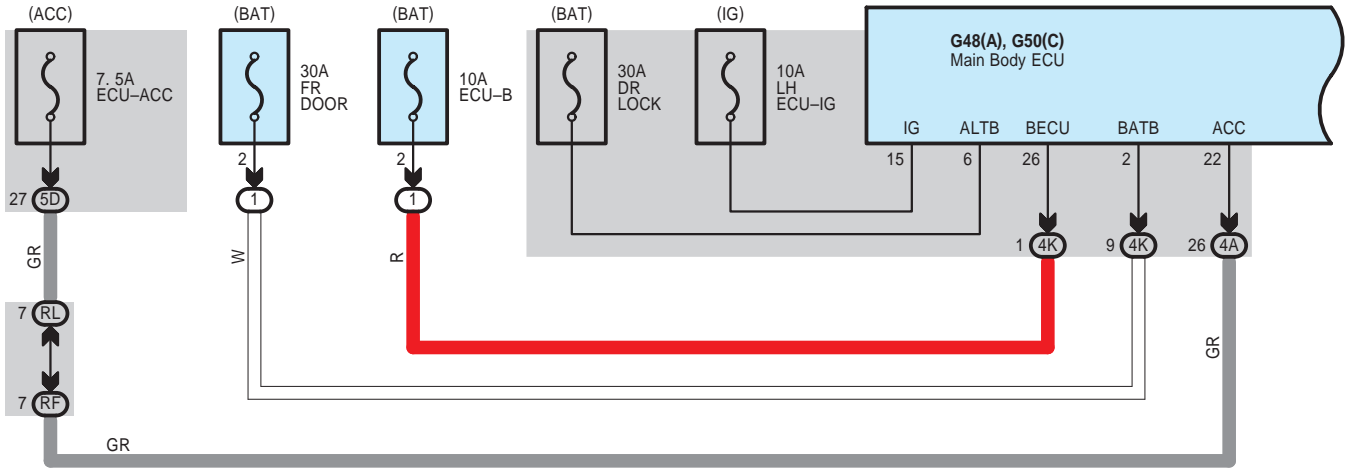 (ACC)
(BAT)
(BAT)
(BAT)
(IG)
7. 5A
ECU–ACC
30A
FR
DOOR
10A
ECU–B
30A
DR
LOCK
10A
LH
ECU–IG
G48(A), G50(C)
Main Body ECU
IG
ALTB
BECU
BATB
ACC
15
6
26
2
22
2
2
27 5D
1
1
1 4K
9 4K
26 4A
GR
W
R
7 RL
GR
7 RF
GR